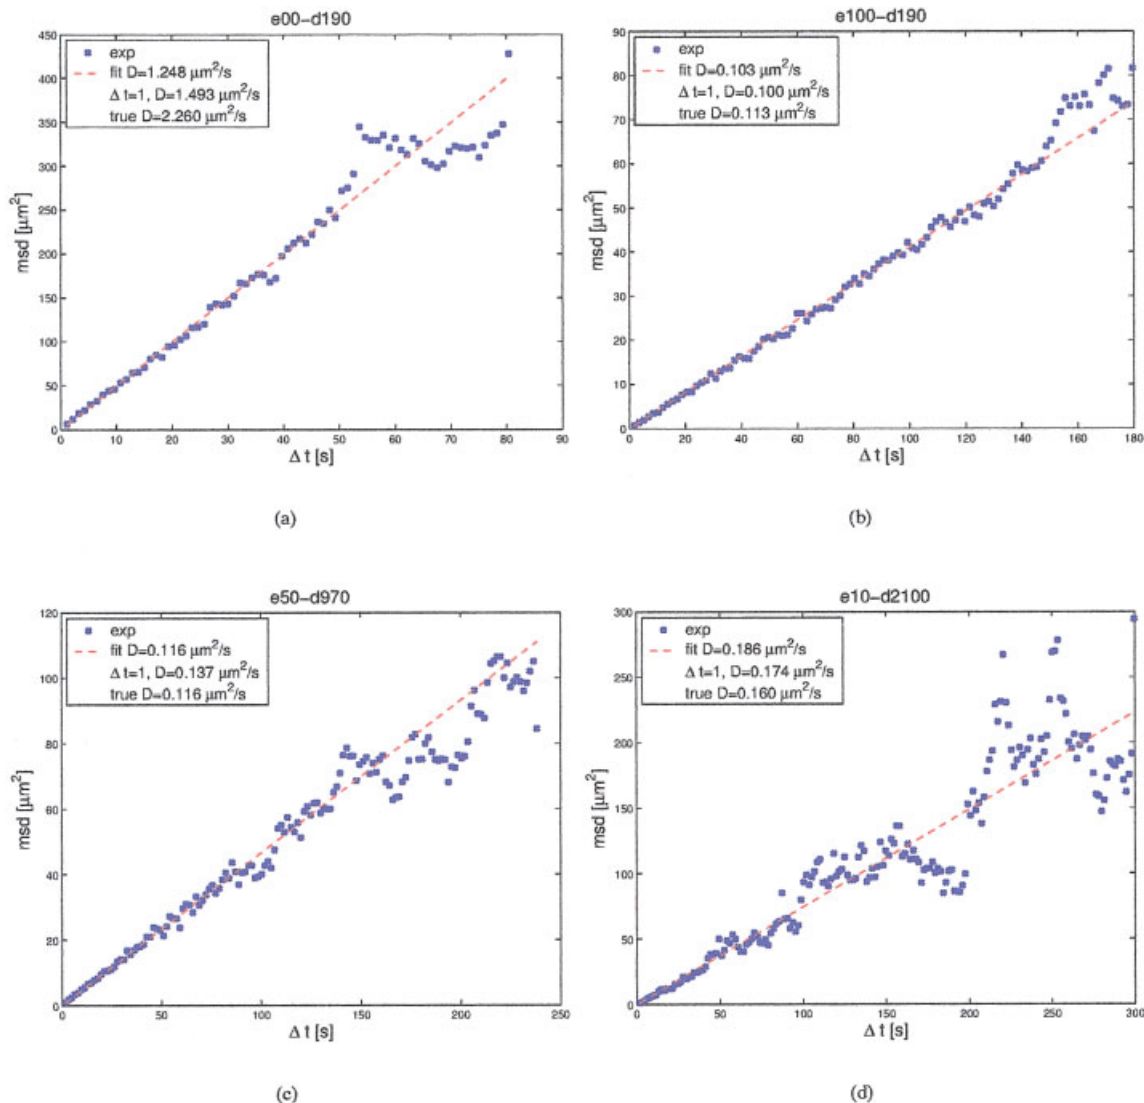 e00-d190
450
400
350
300
250
200
150
100
50
0
exp
fit D=1.248 μm²/s
Δ t=1, D=1.493 μm²/s
true D=2.260 μm²/s
msd [μm²]
0 10 20 30 40 50 60 70 80 90
Δ t [s]
(a)
e100-d190
90
80
70
60
50
40
30
20
10
0
exp
fit D=0.103 μm²/s
Δ t=1, D=0.100 μm²/s
true D=0.113 μm²/s
msd [μm²]
0 20 40 60 80 100 120 140 160 180
Δ t [s]
(b)
e50-d970
120
100
80
60
40
20
0
exp
fit D=0.116 μm²/s
Δ t=1, D=0.137 μm²/s
true D=0.116 μm²/s
msd [μm²]
0 50 100 150 200 250
Δ t [s]
(c)
e10-d2100
300
250
200
150
100
50
0
exp
fit D=0.186 μm²/s
Δ t=1, D=0.174 μm²/s
true D=0.160 μm²/s
msd [μm²]
0 50 100 150 200 250 300
Δ t [s]
(d)